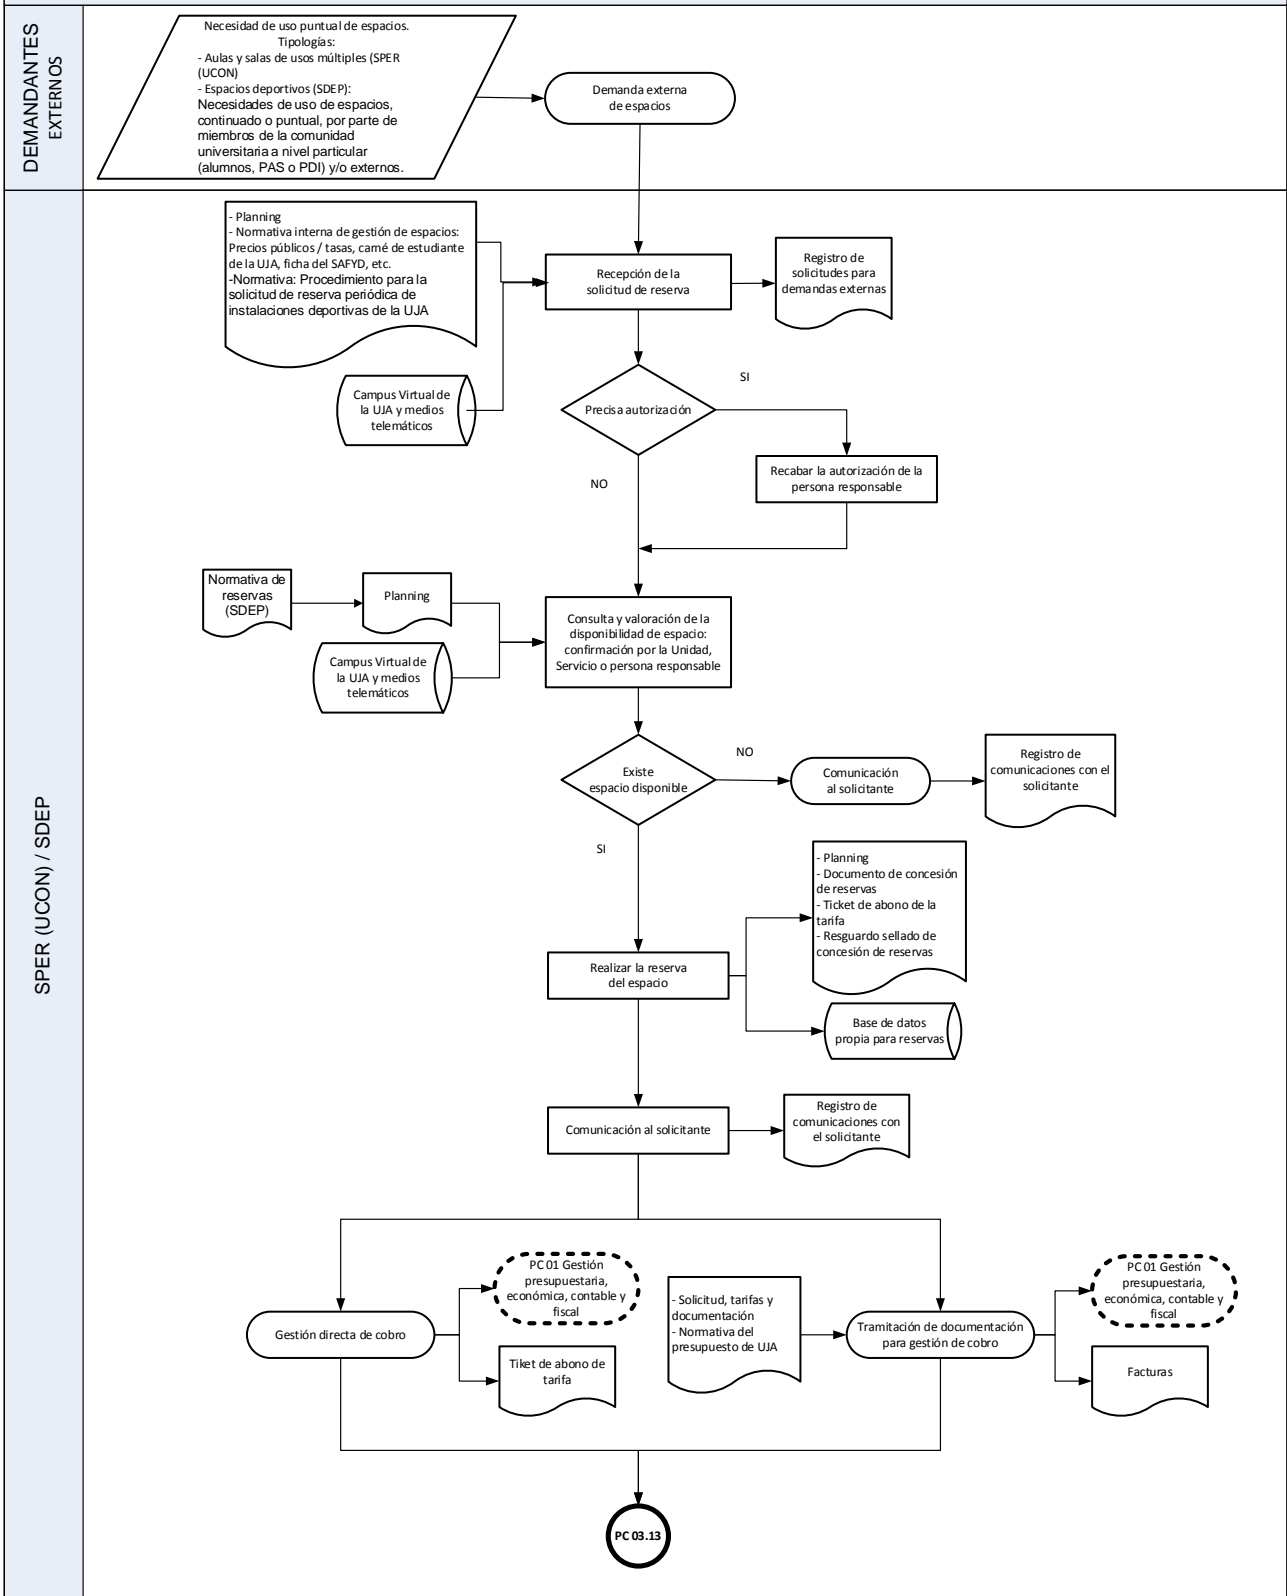 DEMANDANTES
EXTERNOS
Necesidad de uso puntual de espacios.
Tipologías:
- Aulas y salas de usos múltiples (SPER
(UCON)
- Espacios deportivos (SDEP):
Necesidades de uso de espacios,
continuado o puntual, por parte de
miembros de la comunidad
universitaria a nivel particular
(alumnos, PAS o PDI) y/o externos.
Demanda externa
de espacios
SPER (UCON) / SDEP
- Planning
- Normativa interna de gestión de espacios:
Precios públicos / tasas, carné de estudiante
de la UJA, ficha del SAFYD, etc.
-Normativa: Procedimiento para la
solicitud de reserva periódica de
instalaciones deportivas de la UJA
Recepción de la
solicitud de reserva
Registro de
solicitudes para
demandas externas
Campus Virtual de
la UJA y medios
telemáticos
Precisa autorización
SI
NO
Recabar la autorización de la
persona responsable
Normativa de
reservas
(SDEP)
Planning
Campus Virtual de
la UJA y medios
telemáticos
Consulta y valoración de la
disponibilidad de espacio:
confirmación por la Unidad,
Servicio o persona responsable
Existe
espacio disponible
NO
SI
Comunicación
al solicitante
Registro de
comunicaciones con el
solicitante
- Planning
- Documento de concesión
de reservas
- Ticket de abono de la
tarifa
- Resguardo sellado de
concesión de reservas
Realizar la reserva
del espacio
Base de datos
propia para reservas
Comunicación al solicitante
Registro de
comunicaciones con
el solicitante
Gestión directa de cobro
PC 01 Gestión
presupuestaria,
económica, contable y
fiscal
Tiket de abono de
tarifa
- Solicitud, tarifas y
documentación
- Normativa del
presupuesto de UJA
Tramitación de documentación
para gestión de cobro
PC 01 Gestión
presupuestaria,
económica, contable y
fiscal
Facturas
PC 03.13